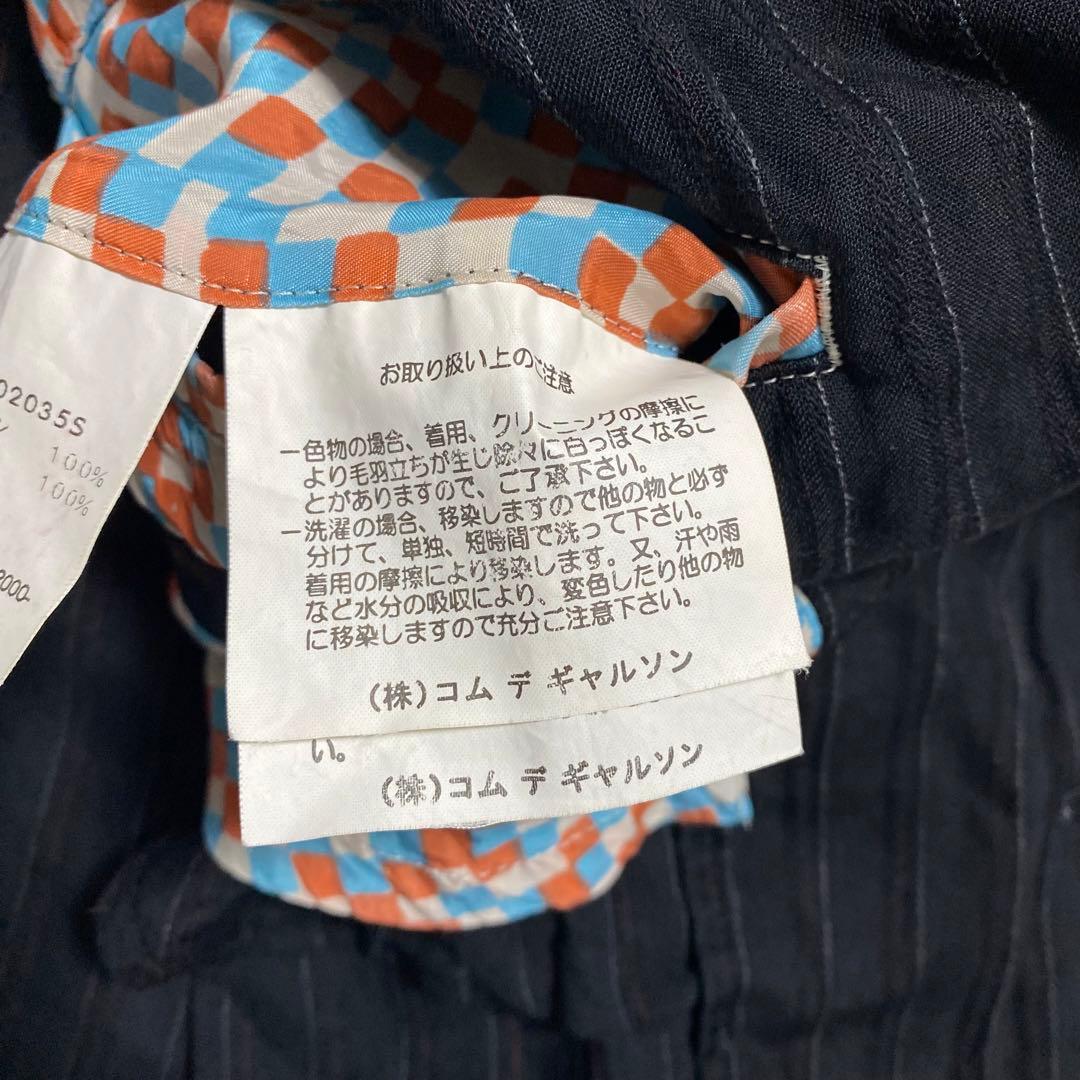 02035S
100%
100%
8000-
お取り扱い上のご注意
一色物の場合、着用、クリーニングの摩擦に
より毛羽立ちが生じ除々に白っぽくなるこ
とがありますので、ご了承下さい。
一洗濯の場合、移染しますので他の物と必ず
分けて、単独、短時間で洗って下さい。
着用の摩擦により移染します。又、汗や雨
など水分の吸収により、変色したり他の物
に移染しますので充分ご注意下さい。
(株)コム デ ギャルソン
い。
(株)コム デ ギャルソン